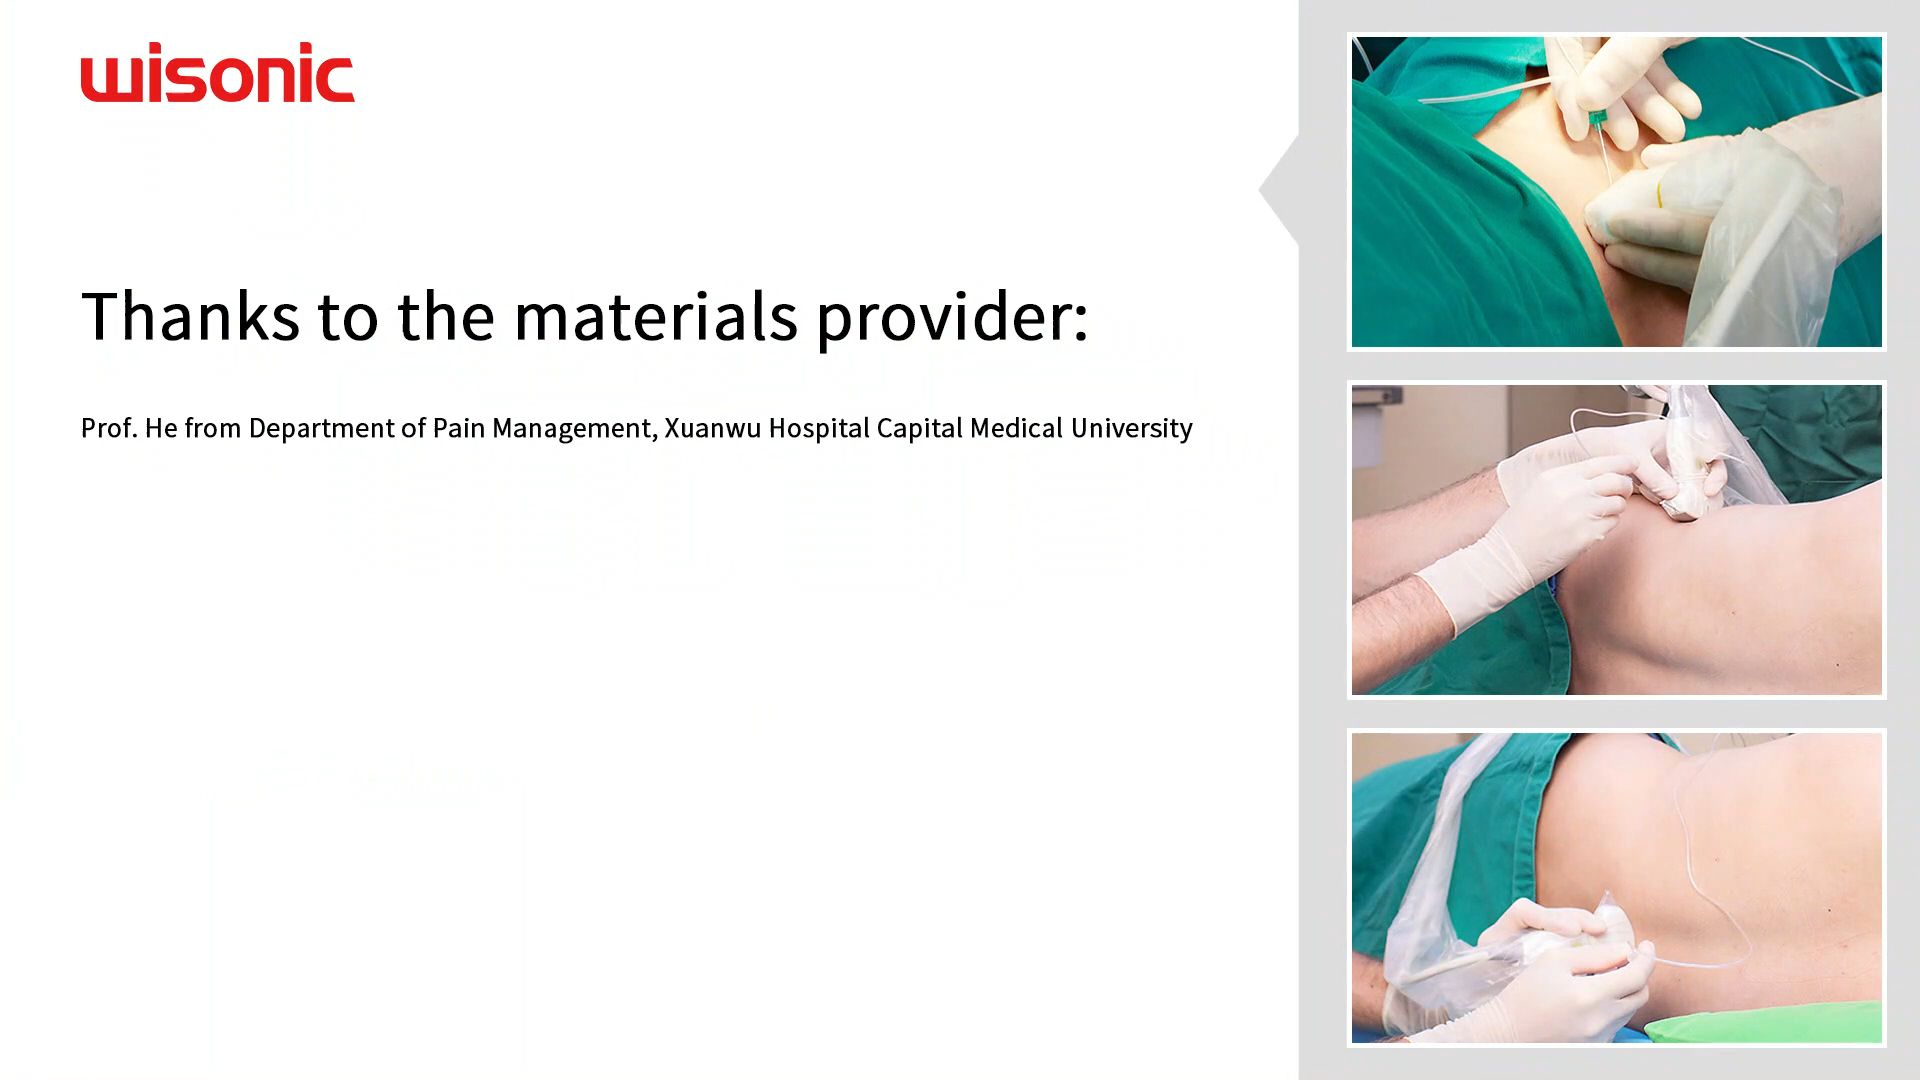 wisonic
Thanks to the materials provider:
Prof. He from Department of Pain Management, Xuanwu Hospital Capital Medical University